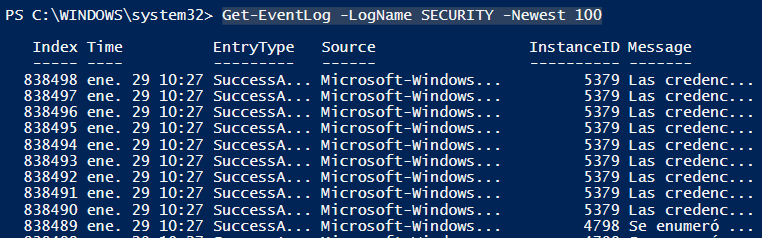 PS C:\WINDOWS\system32> Get-EventLog -LogName SECURITY -Newest 100
Index Time EntryType Source InstanceID Message
----- ---- --------- ------ ---------- -------
838498 ene. 29 10:27 SuccessA... Microsoft-Windows... 5379 Las credenc...
838497 ene. 29 10:27 SuccessA... Microsoft-Windows... 5379 Las credenc...
838496 ene. 29 10:27 SuccessA... Microsoft-Windows... 5379 Las credenc...
838495 ene. 29 10:27 SuccessA... Microsoft-Windows... 5379 Las credenc...
838494 ene. 29 10:27 SuccessA... Microsoft-Windows... 5379 Las credenc...
838493 ene. 29 10:27 SuccessA... Microsoft-Windows... 5379 Las credenc...
838492 ene. 29 10:27 SuccessA... Microsoft-Windows... 5379 Las credenc...
838491 ene. 29 10:27 SuccessA... Microsoft-Windows... 5379 Las credenc...
838490 ene. 29 10:27 SuccessA... Microsoft-Windows... 5379 Las credenc...
838489 ene. 29 10:27 SuccessA... Microsoft-Windows... 4798 Se enumeró ...